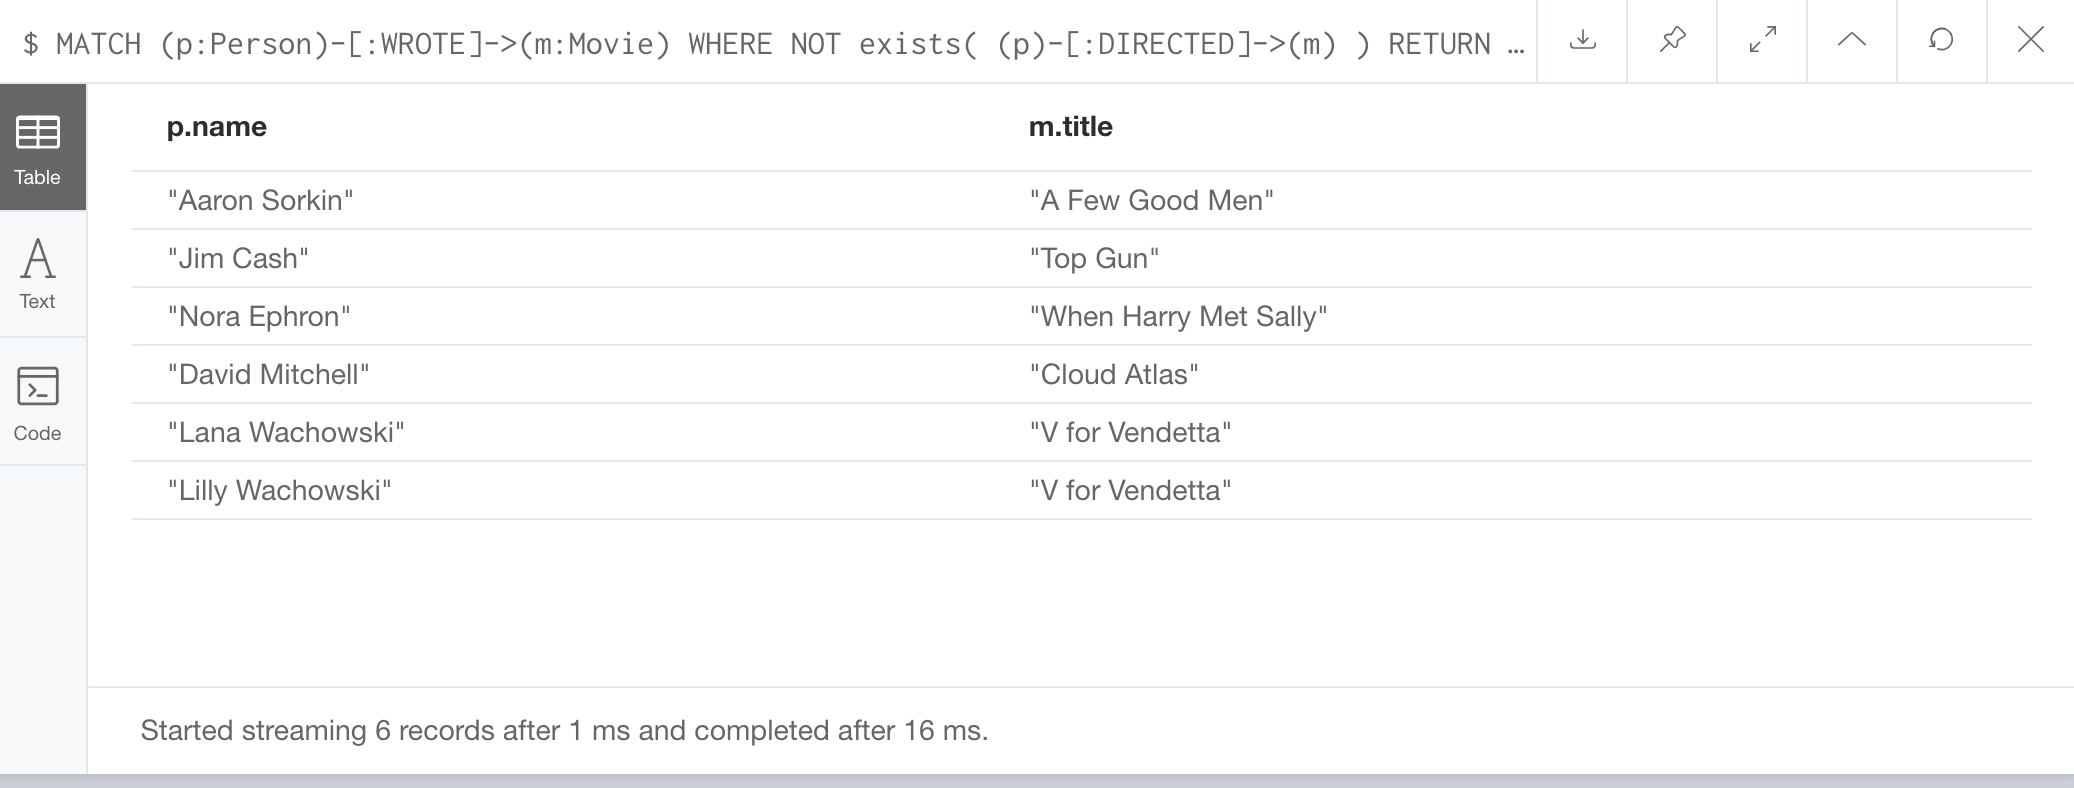 $ MATCH (p:Person)-[:WROTE]->(m:Movie) WHERE NOT exists( (p)-[:DIRECTED]->(m) ) RETURN …
Table
Text
Code
p.name m.title
"Aaron Sorkin" "A Few Good Men"
"Jim Cash" "Top Gun"
"Nora Ephron" "When Harry Met Sally"
"David Mitchell" "Cloud Atlas"
"Lana Wachowski" "V for Vendetta"
"Lilly Wachowski" "V for Vendetta"
Started streaming 6 records after 1 ms and completed after 16 ms.